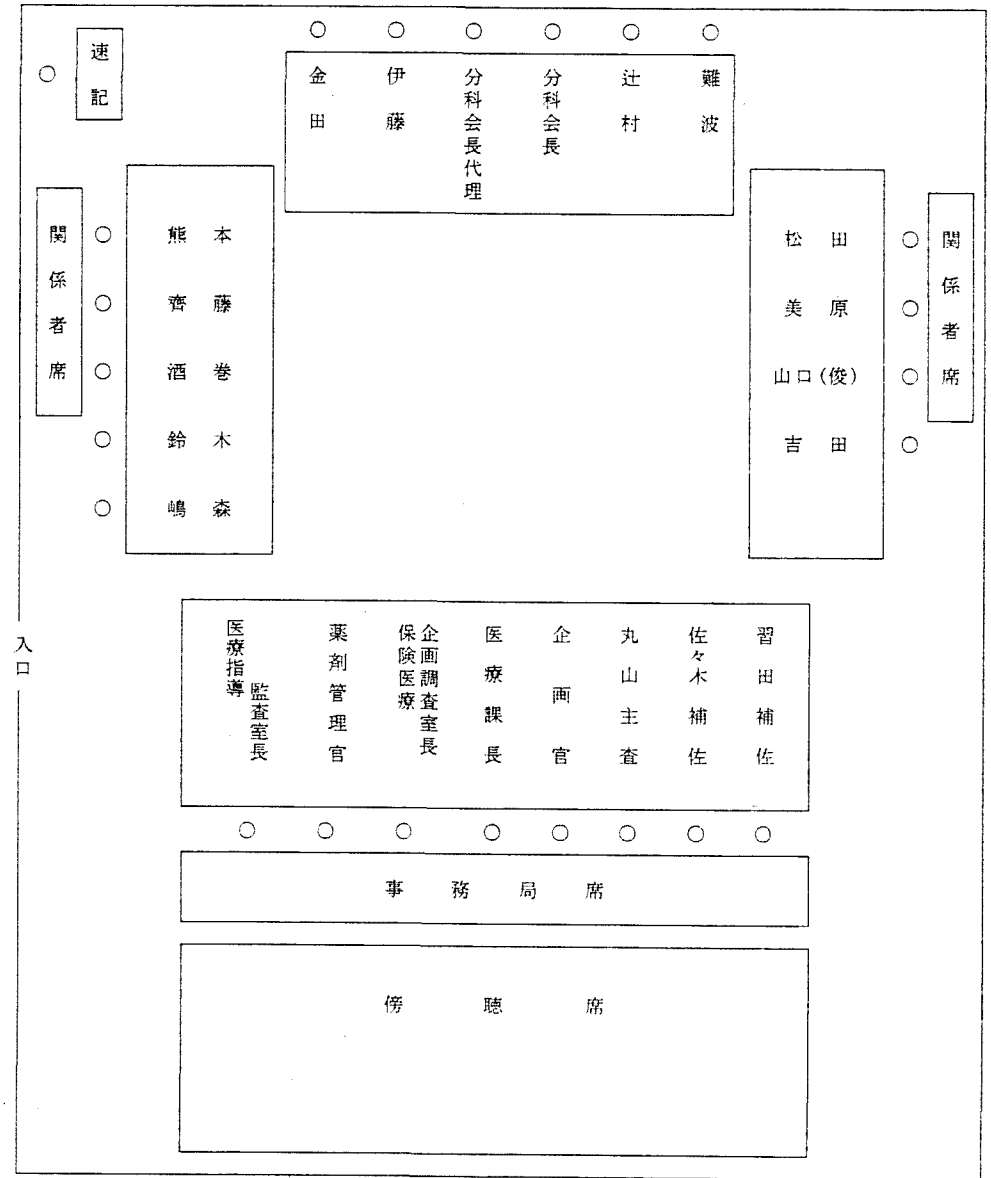 速記
金田
伊藤
分科会長代理
分科会長
辻村
難波
関係者席
熊本
齊藤
酒巻
鈴木
嶋森
松田
美原
山口(俊)
吉田
関係者席
入口
医療指導
監査室長
薬剤管理官
保険医療
企画調査室長
医療課長
企画官
丸山主査
佐々木補佐
習田補佐
事務局席
傍聴席